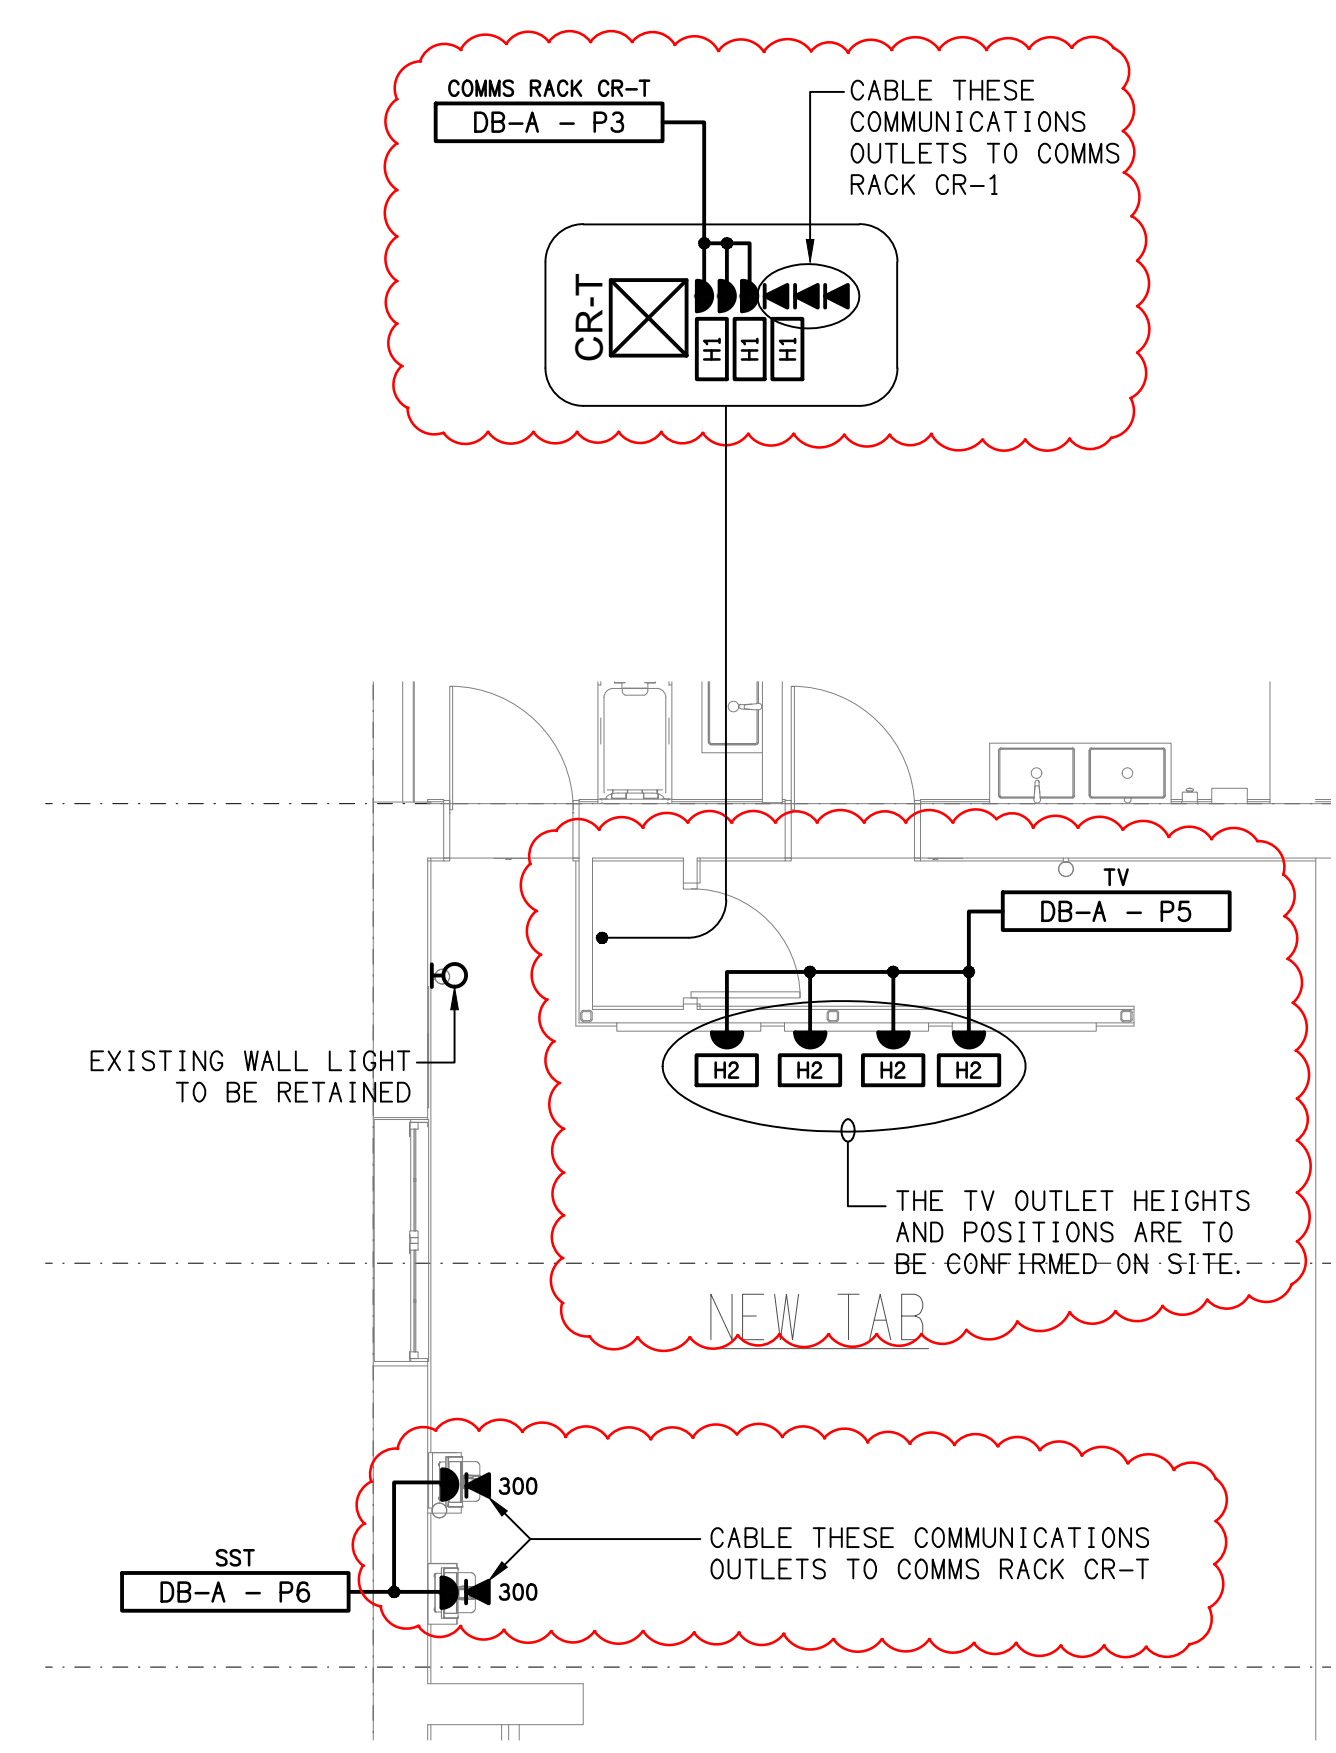 COMMS RACK CR-T
DB-A - P3
CABLE THESE
COMMUNICATIONS
OUTLETS TO COMMS
RACK CR-1
CR-T
H1
H1
H1
TV
DB-A - P5
H2
H2
H2
H2
EXISTING WALL LIGHT
TO BE RETAINED
THE TV OUTLET HEIGHTS
AND POSITIONS ARE TO
BE CONFIRMED ON SITE.
NEW TAB
300
CABLE THESE COMMUNICATIONS
OUTLETS TO COMMS RACK CR-T
SST
DB-A - P6
300